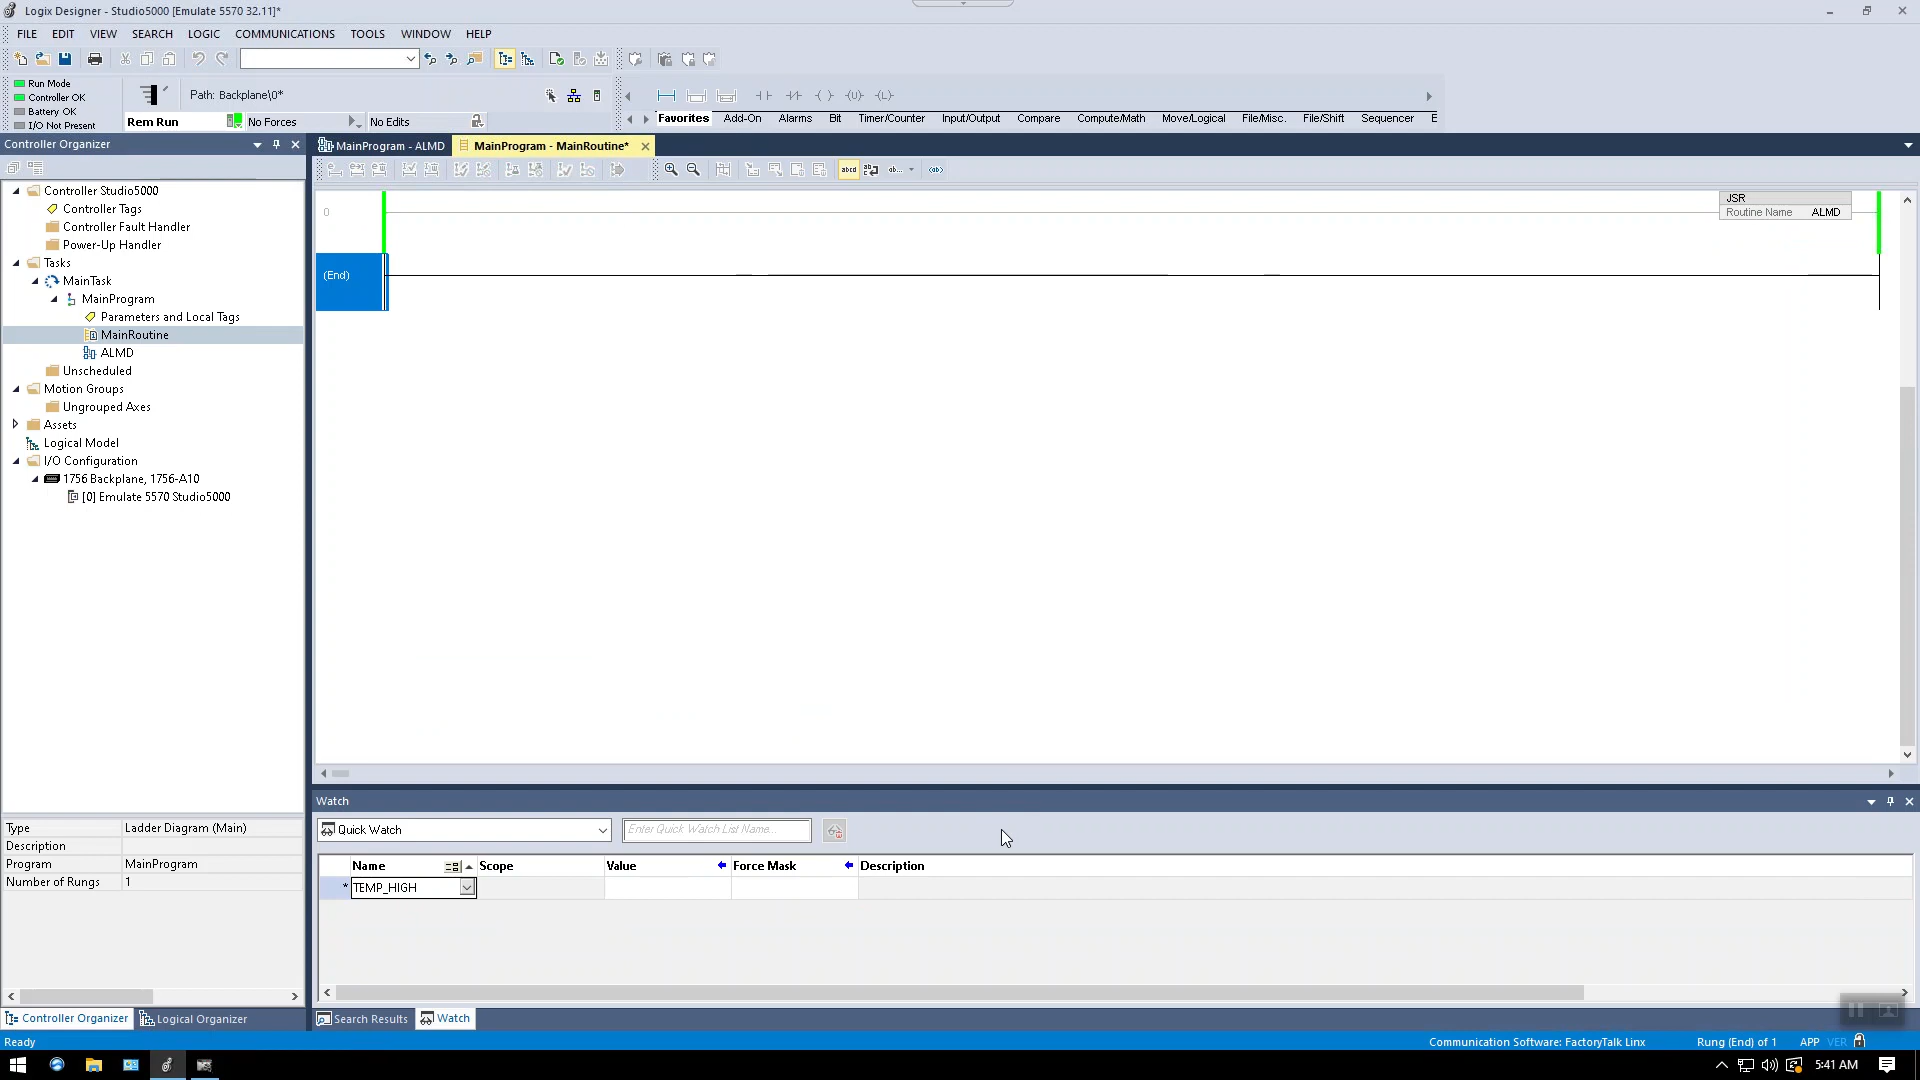 Logix Designer - Studio5000 [Emulate 5570 32.11]*
FILE EDIT VIEW SEARCH LOGIC COMMUNICATIONS TOOLS WINDOW HELP
Run Mode
Controller OK
Battery OK
I/O Not Present
Path: Backplane\0*
Rem Run
No Forces
No Edits
Favorites Add-On Alarms Bit Timer/Counter Input/Output Compare Compute/Math Move/Logical File/Misc. File/Shift Sequencer E
Controller Organizer
Controller Studio5000
Controller Tags
Controller Fault Handler
Power-Up Handler
Tasks
MainTask
MainProgram
Parameters and Local Tags
MainRoutine
ALMD
Unscheduled
Motion Groups
Ungrouped Axes
Assets
Logical Model
I/O Configuration
1756 Backplane, 1756-A10
[0] Emulate 5570 Studio5000
Type Ladder Diagram (Main)
Description
Program MainProgram
Number of Rungs 1
Controller Organizer Logical Organizer
MainProgram - ALMD MainProgram - MainRoutine*
abcd ab...
0
JSR
Routine Name ALMD
(End)
Watch
Quick Watch Enter Quick Watch List Name...
Name Scope Value Force Mask Description
* TEMP_HIGH
Search Results Watch
Ready
Communication Software: FactoryTalk Linx Rung (End) of 1 APP VER
5:41 AM